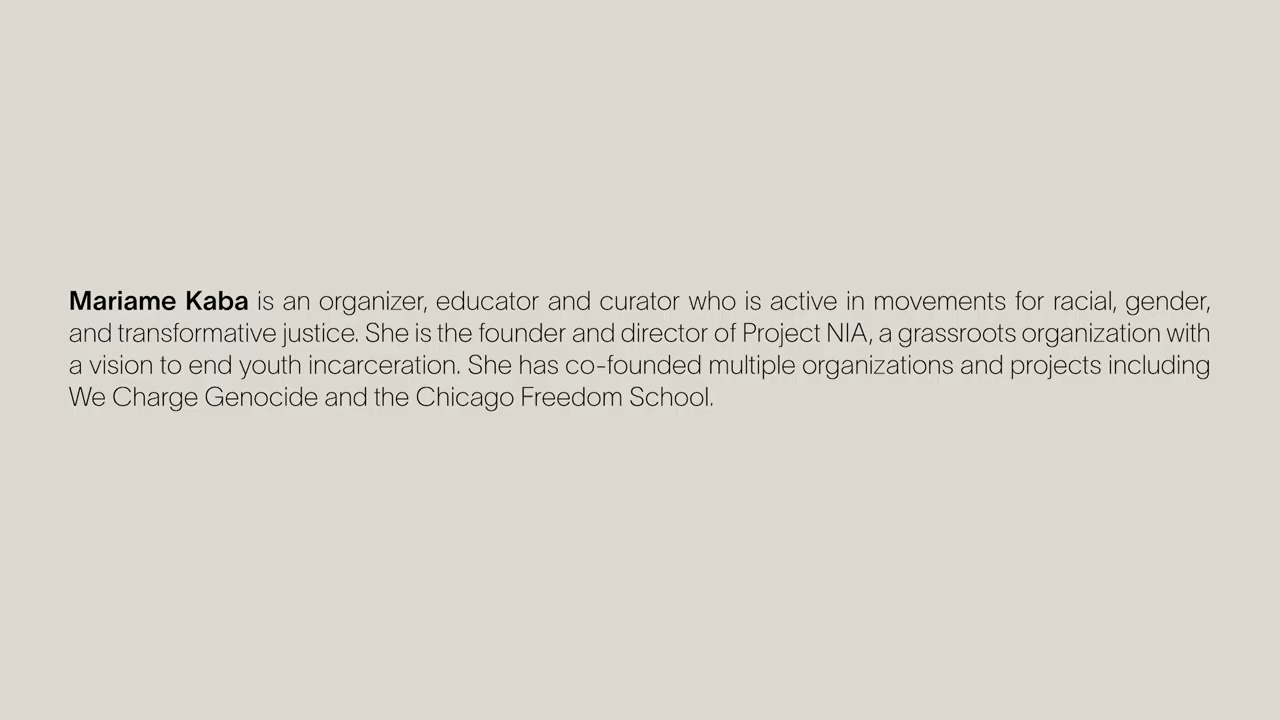 Mariame Kaba is an organizer, educator and curator who is active in movements for racial, gender,
and transformative justice. She is the founder and director of Project NIA, a grassroots organization with
a vision to end youth incarceration. She has co-founded multiple organizations and projects including
We Charge Genocide and the Chicago Freedom School.